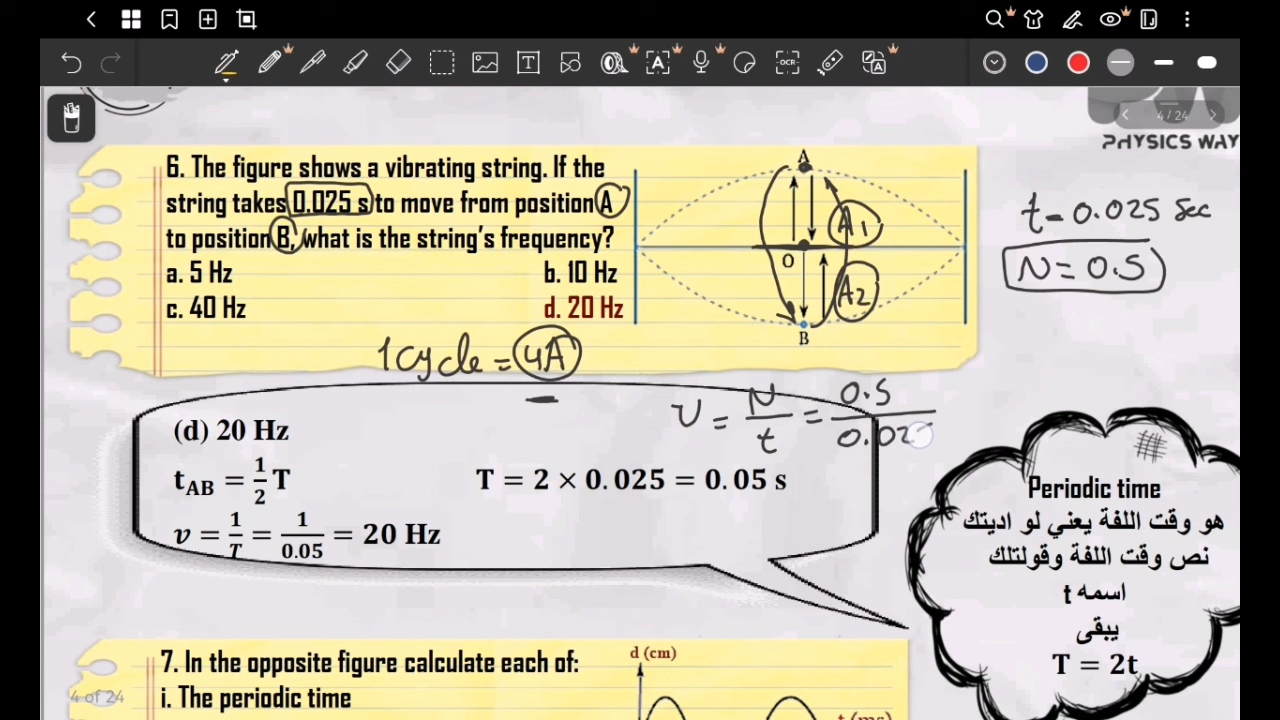 4 / 24
PHYSICS WAY
6. The figure shows a vibrating string. If the
string takes 0.025 s to move from position A
to position B, what is the string's frequency?
a. 5 Hz
b. 10 Hz
c. 40 Hz
d. 20 Hz
A
O
B
A1
A2
t = 0.025 sec
N = 0.5
1 cycle = 4A
ν = N/t = 0.5/0.02
(d) 20 Hz
t_AB = 1/2 T
T = 2 × 0.025 = 0.05 s
ν = 1/T = 1/0.05 = 20 Hz
Periodic time
هو وقت اللفة يعني لو اديتك
نص وقت اللفة وقولتلك
اسمه t
يبقى
T = 2t
7. In the opposite figure calculate each of:
i. The periodic time
d (cm)
t (ms)
4 of 24
OCR